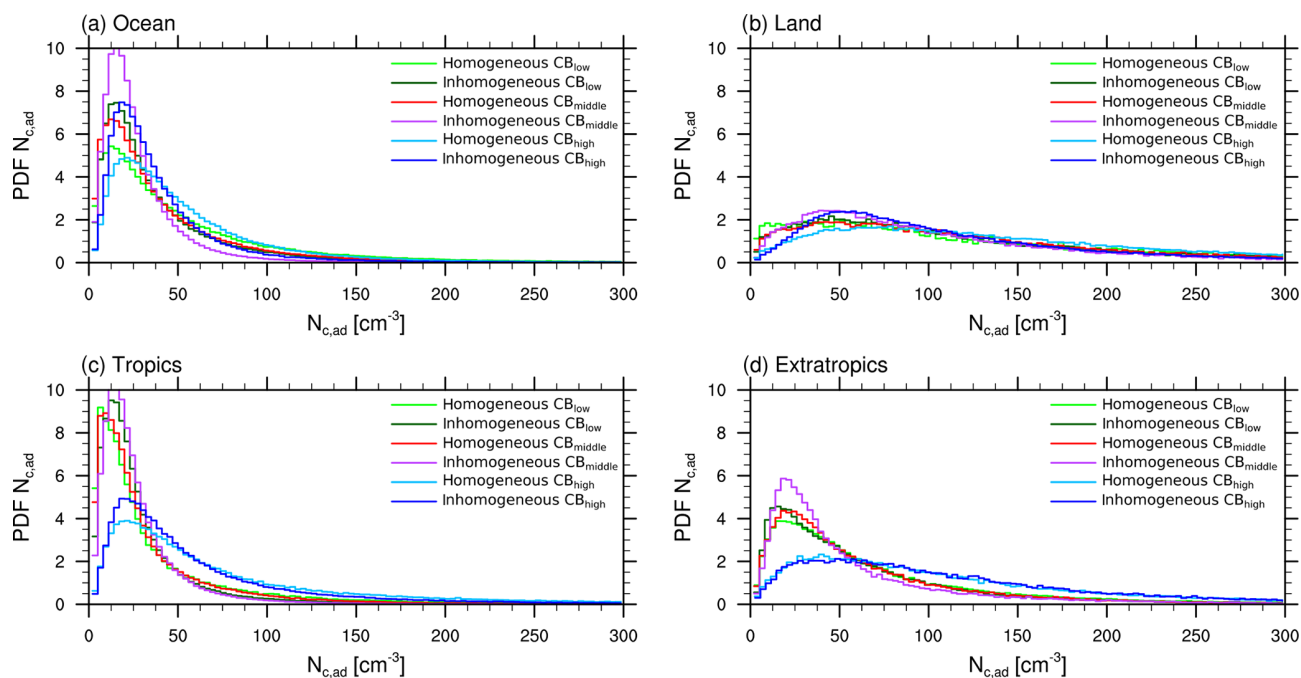 (a) Ocean
10
8
6
4
2
0
PDF N_c,ad
Homogeneous CB_low
Inhomogeneous CB_low
Homogeneous CB_middle
Inhomogeneous CB_middle
Homogeneous CB_high
Inhomogeneous CB_high
0 50 100 150 200 250 300
N_c,ad [cm^-3]
(b) Land
10
8
6
4
2
0
PDF N_c,ad
Homogeneous CB_low
Inhomogeneous CB_low
Homogeneous CB_middle
Inhomogeneous CB_middle
Homogeneous CB_high
Inhomogeneous CB_high
0 50 100 150 200 250 300
N_c,ad [cm^-3]
(c) Tropics
10
8
6
4
2
0
PDF N_c,ad
Homogeneous CB_low
Inhomogeneous CB_low
Homogeneous CB_middle
Inhomogeneous CB_middle
Homogeneous CB_high
Inhomogeneous CB_high
0 50 100 150 200 250 300
N_c,ad [cm^-3]
(d) Extratropics
10
8
6
4
2
0
PDF N_c,ad
Homogeneous CB_low
Inhomogeneous CB_low
Homogeneous CB_middle
Inhomogeneous CB_middle
Homogeneous CB_high
Inhomogeneous CB_high
0 50 100 150 200 250 300
N_c,ad [cm^-3]